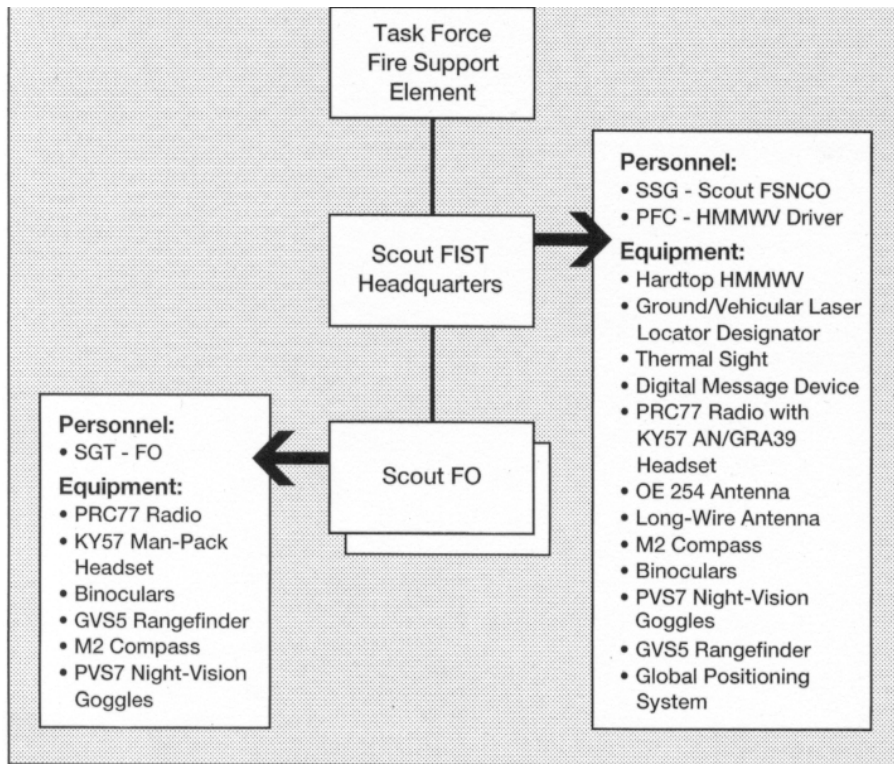 Task Force
Fire Support
Element
Scout FIST
Headquarters
Personnel:
• SSG - Scout FSNCO
• PFC - HMMWV Driver
Equipment:
• Hardtop HMMWV
• Ground/Vehicular Laser
Locator Designator
• Thermal Sight
• Digital Message Device
• PRC77 Radio with
KY57 AN/GRA39
Headset
• OE 254 Antenna
• Long-Wire Antenna
• M2 Compass
• Binoculars
• PVS7 Night-Vision
Goggles
• GVS5 Rangefinder
• Global Positioning
System
Scout FO
Personnel:
• SGT - FO
Equipment:
• PRC77 Radio
• KY57 Man-Pack
Headset
• Binoculars
• GVS5 Rangefinder
• M2 Compass
• PVS7 Night-Vision
Goggles